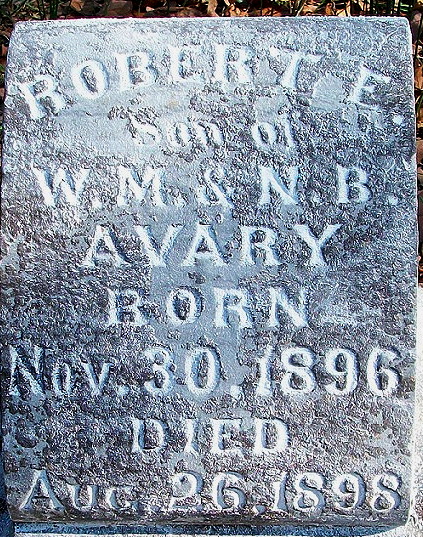 ROBERT E.
Son of
W.M. & N.B.
AVARY
BORN
Nov. 30, 1896
DIED
Aug. 26, 1898